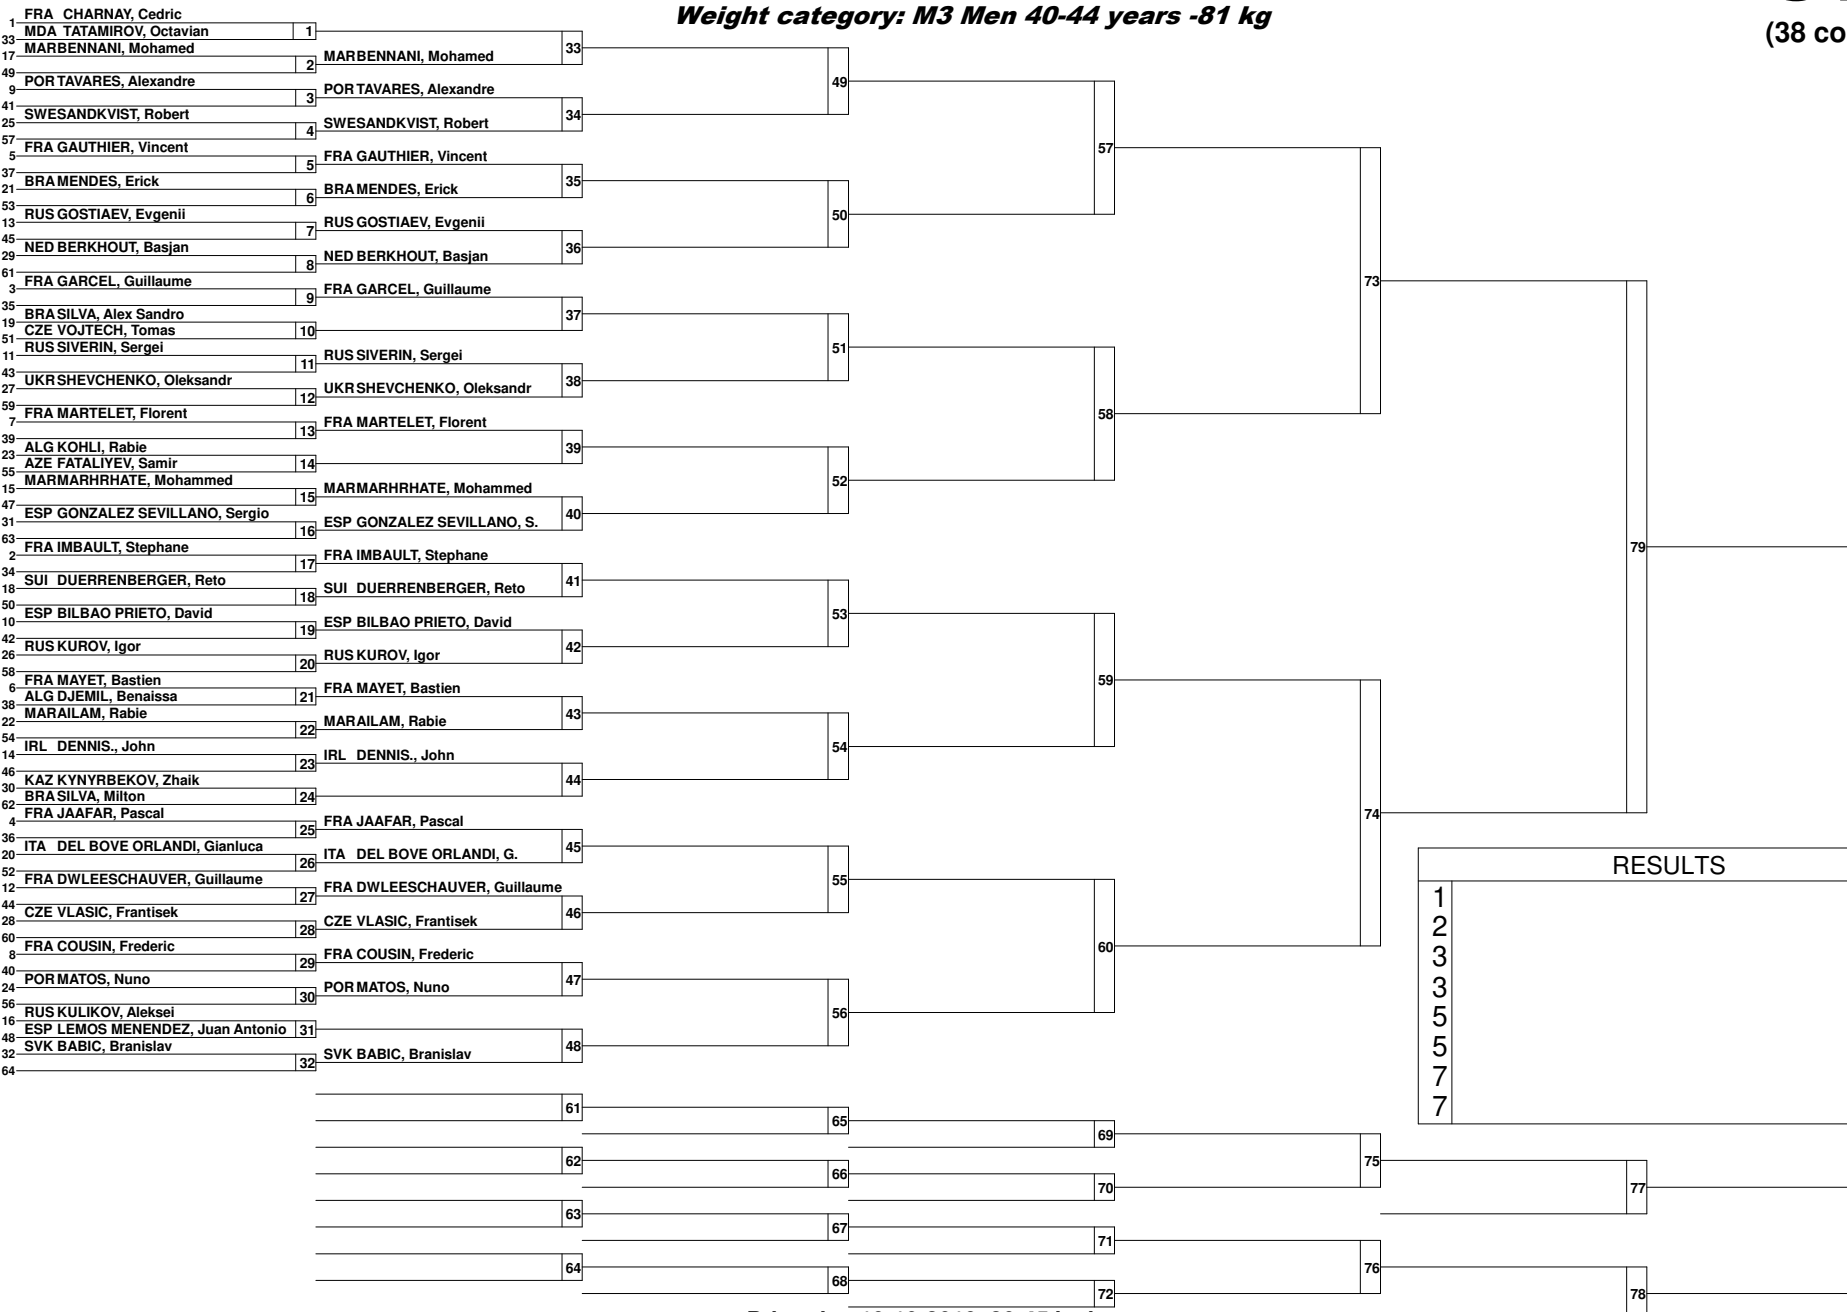 Weight category: M3 Men 40-44 years -81 kg
(38 co
1 FRA CHARNAY, Cedric
33 MDA TATAMIROV, Octavian
17 MAR BENNANI, Mohamed
49
9 POR TAVARES, Alexandre
41
25 SWE SANDKVIST, Robert
57
5 FRA GAUTHIER, Vincent
37
21 BRA MENDES, Erick
53
13 RUS GOSTIAEV, Evgenii
45
29 NED BERKHOUT, Basjan
61
3 FRA GARCEL, Guillaume
35
19 BRA SILVA, Alex Sandro
51 CZE VOJTECH, Tomas
11 RUS SIVERIN, Sergei
43
27 UKR SHEVCHENKO, Oleksandr
59
7 FRA MARTELET, Florent
39
23 ALG KOHLI, Rabie
55 AZE FATALIYEV, Samir
15 MAR MARHRHATE, Mohammed
47
31 ESP GONZALEZ SEVILLANO, Sergio
63
2 FRA IMBAULT, Stephane
34
18 SUI DUERRENBERGER, Reto
50
10 ESP BILBAO PRIETO, David
42
26 RUS KUROV, Igor
58
6 FRA MAYET, Bastien
38 ALG DJEMIL, Benaissa
22 MAR AILAM, Rabie
54
14 IRL DENNIS., John
46
30 KAZ KYNYRBEKOV, Zhaik
62 BRA SILVA, Milton
4 FRA JAAFAR, Pascal
36
20 ITA DEL BOVE ORLANDI, Gianluca
52
12 FRA DWLEESCHAUVER, Guillaume
44
28 CZE VLASIC, Frantisek
60
8 FRA COUSIN, Frederic
40
24 POR MATOS, Nuno
56
16 RUS KULIKOV, Aleksei
48 ESP LEMOS MENENDEZ, Juan Antonio
32 SVK BABIC, Branislav
64
1
2 MAR BENNANI, Mohamed
3 POR TAVARES, Alexandre
4 SWE SANDKVIST, Robert
5 FRA GAUTHIER, Vincent
6 BRA MENDES, Erick
7 RUS GOSTIAEV, Evgenii
8 NED BERKHOUT, Basjan
9 FRA GARCEL, Guillaume
10
11 RUS SIVERIN, Sergei
12 UKR SHEVCHENKO, Oleksandr
13 FRA MARTELET, Florent
14
15 MAR MARHRHATE, Mohammed
16 ESP GONZALEZ SEVILLANO, S.
17 FRA IMBAULT, Stephane
18 SUI DUERRENBERGER, Reto
19 ESP BILBAO PRIETO, David
20 RUS KUROV, Igor
21 FRA MAYET, Bastien
22 MAR AILAM, Rabie
23 IRL DENNIS., John
24
25 FRA JAAFAR, Pascal
26 ITA DEL BOVE ORLANDI, G.
27 FRA DWLEESCHAUVER, Guillaume
28 CZE VLASIC, Frantisek
29 FRA COUSIN, Frederic
30 POR MATOS, Nuno
31
32 SVK BABIC, Branislav
33
34
35
36
37
38
39
40
41
42
43
44
45
46
47
48
61
62
63
64
49
50
51
52
53
54
55
56
65
66
67
68
57
58
59
60
69
70
71
72
73
74
75
76
79
77
78
RESULTS
1
2
3
3
5
5
7
7